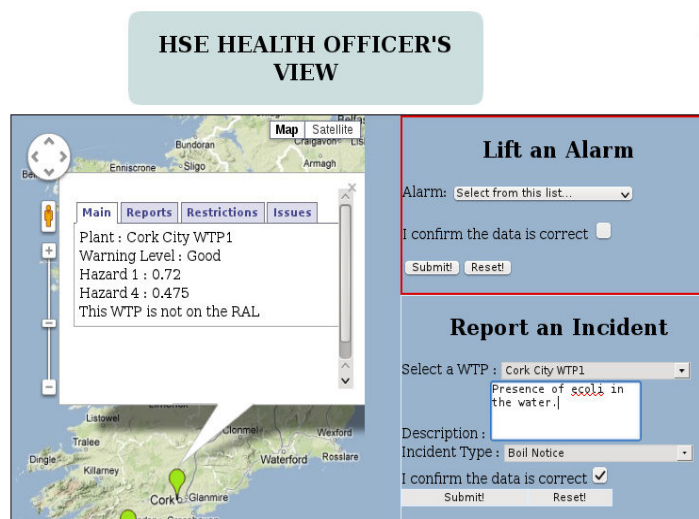 HSE HEALTH OFFICER'S
VIEW
Map Satellite
Bundoran
Craigavon
Enniscrone
Sligo
Armagh
Main Reports Restrictions Issues
Plant : Cork City WTP1
Warning Level : Good
Hazard 1 : 0.72
Hazard 4 : 0.475
This WTP is not on the RAL
Limerick
Tralee
Clonmel
Wexford
Dingle
Killarney
Waterford Rosslare
Cork
Glanmire
Lift an Alarm
Alarm: Select from this list...
I confirm the data is correct
Submit! Reset!
Report an Incident
Select a WTP : Cork City WTP1
Presence of ecoli in
the water.
Description :
Incident Type : Boil Notice
I confirm the data is correct
Submit! Reset!